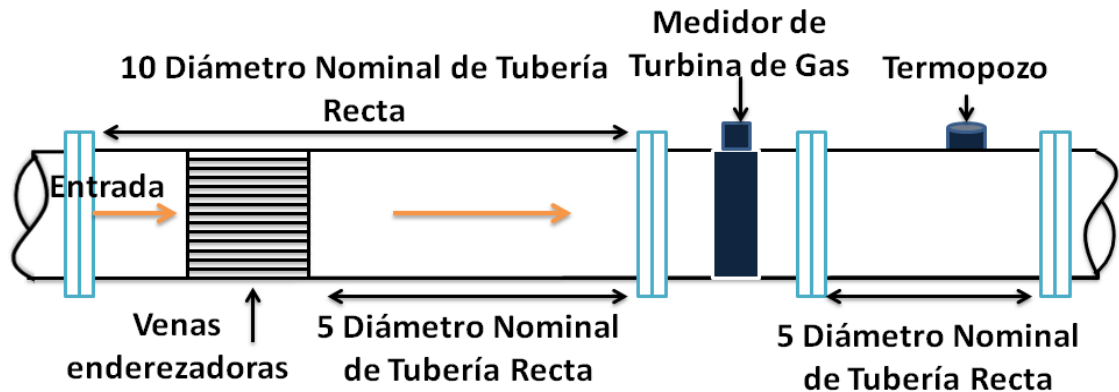 10 Diámetro Nominal de Tubería
Recta
Medidor de
Turbina de Gas
Termopozo
Entrada
Venas
enderezadoras
5 Diámetro Nominal
de Tubería Recta
5 Diámetro Nominal
de Tubería Recta